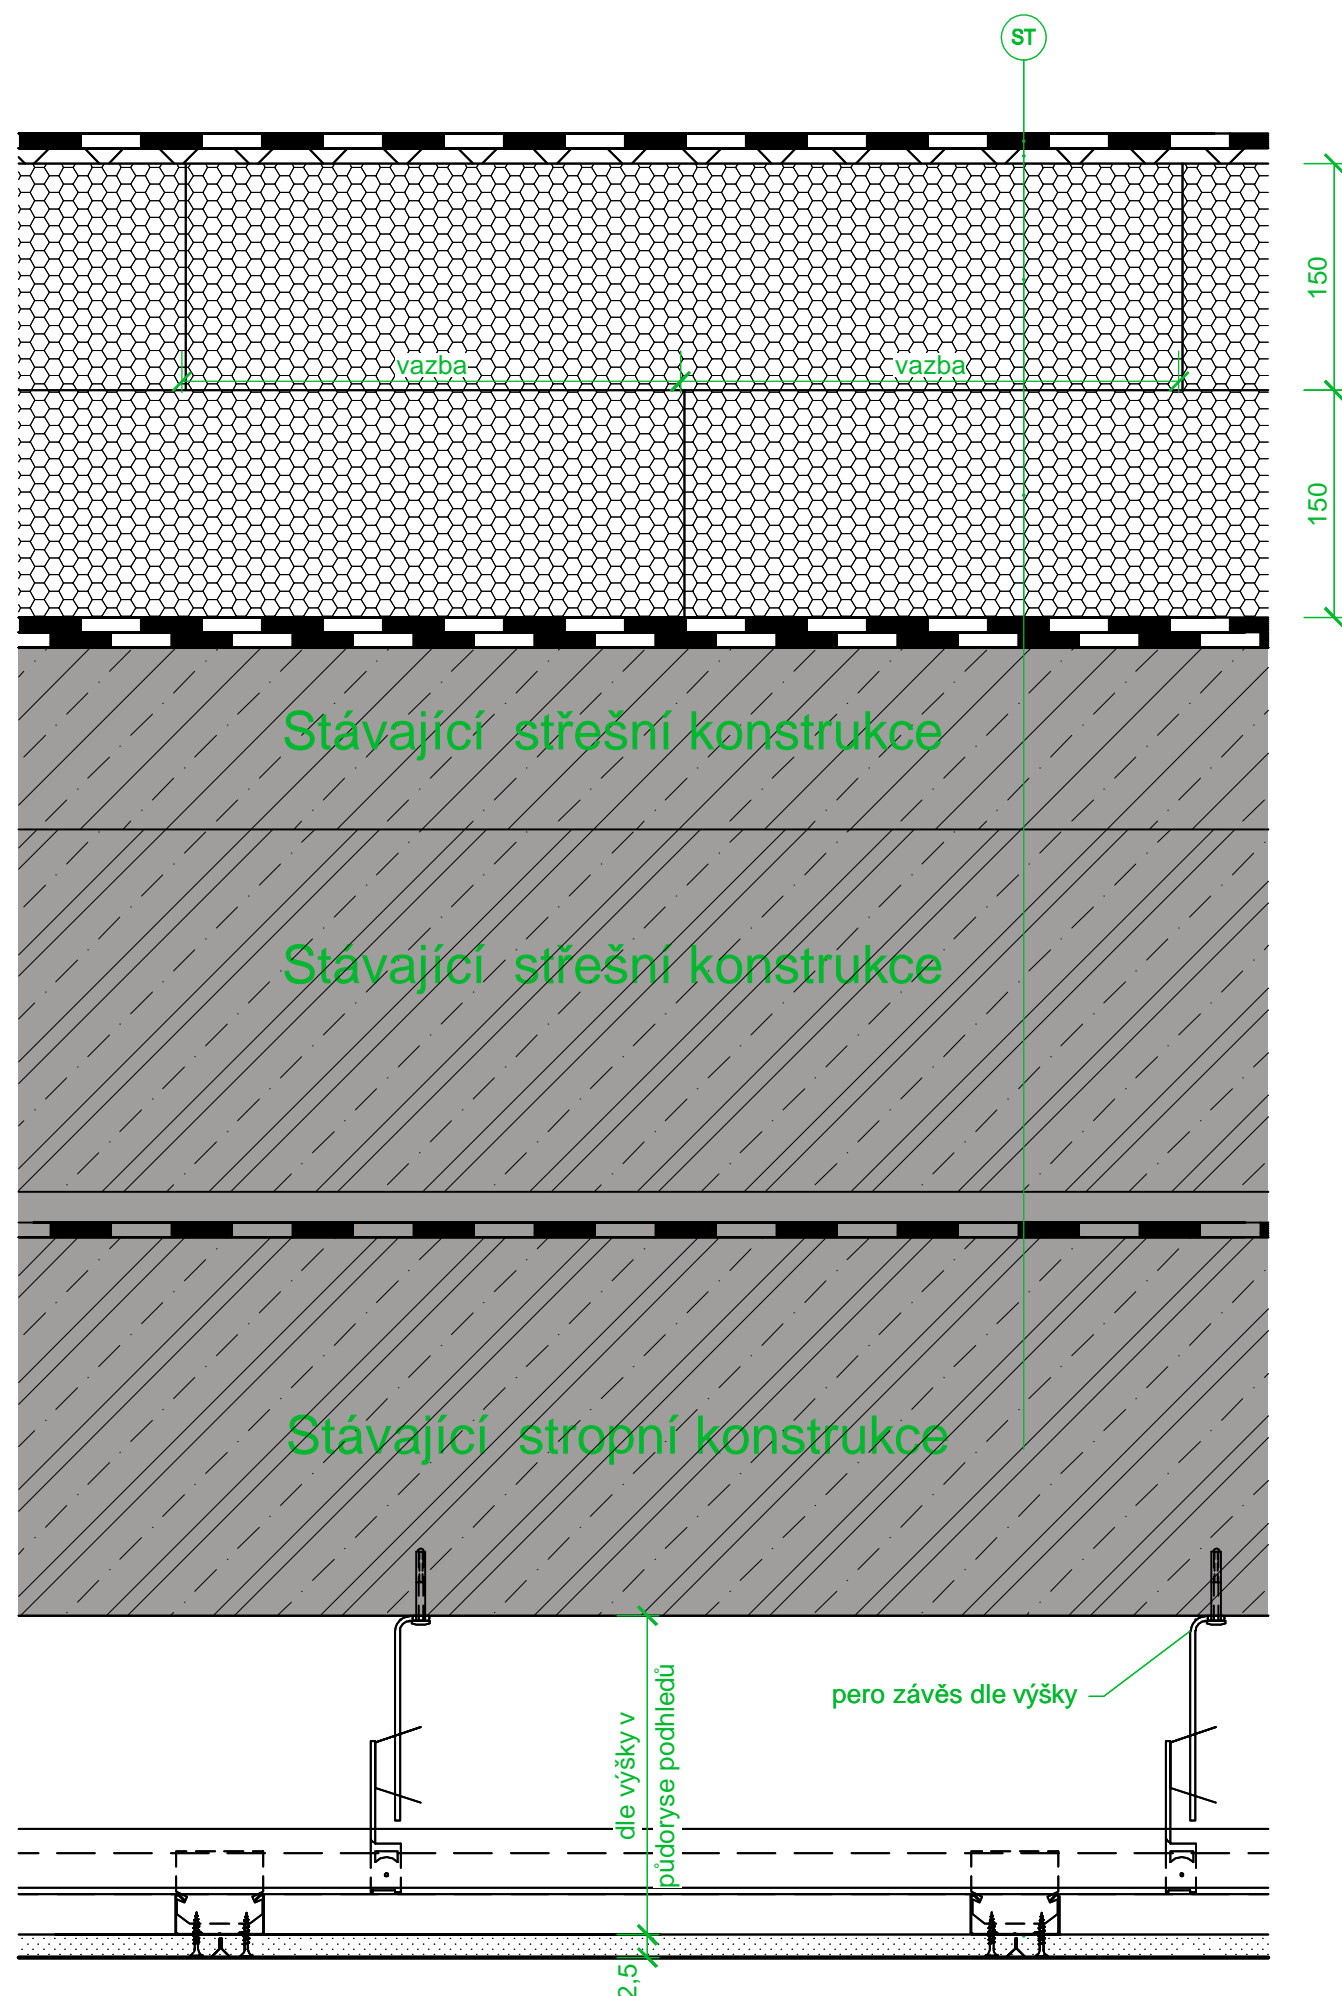 ST
150
vazba
vazba
150
Stávající střešní konstrukce
Stávající střešní konstrukce
Stávající stropní konstrukce
pero závěs dle výšky
dle výšky v
půdoryse podhledů
2,5